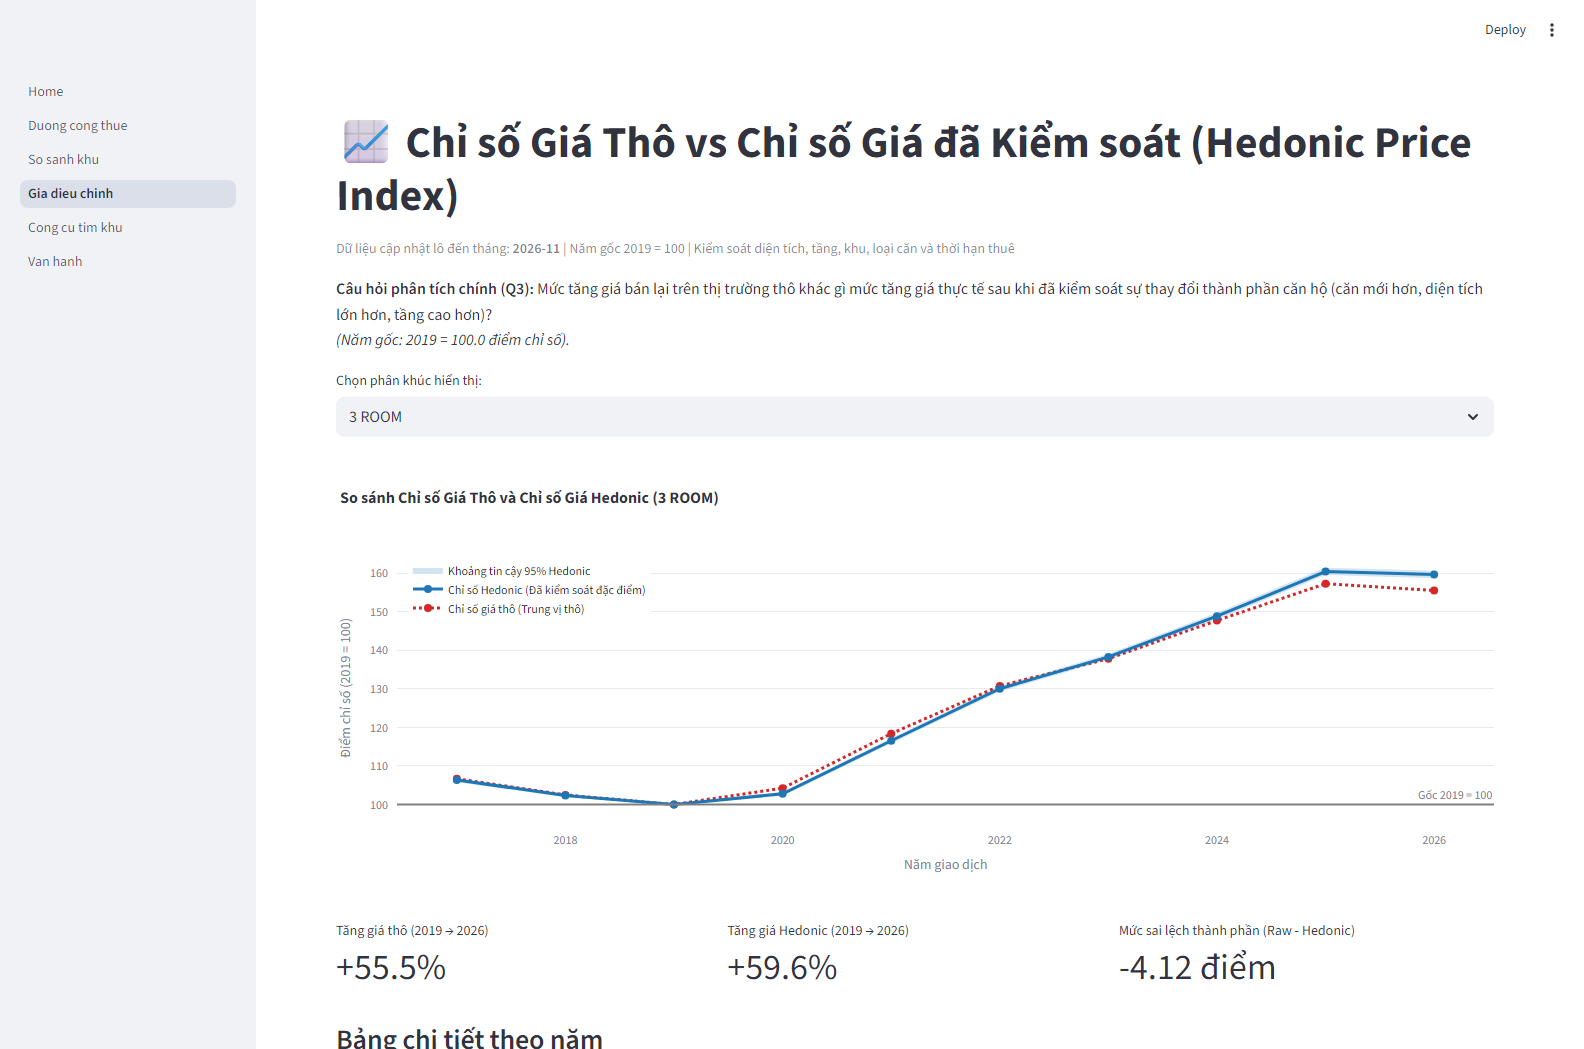 Deploy
Home
Duong cong thue
So sanh khu
Gia dieu chinh
Cong cu tim khu
Van hanh
Chỉ số Giá Thô vs Chỉ số Giá đã Kiểm soát (Hedonic Price
Index)
Dữ liệu cập nhật lô đến tháng: 2026-11 | Năm gốc 2019 = 100 | Kiểm soát diện tích, tầng, khu, loại căn và thời hạn thuê
Câu hỏi phân tích chính (Q3): Mức tăng giá bán lại trên thị trường thô khác gì mức tăng giá thực tế sau khi đã kiểm soát sự thay đổi thành phần căn hộ (căn mới hơn, diện tích
lớn hơn, tầng cao hơn)?
(Năm gốc: 2019 = 100.0 điểm chỉ số).
Chọn phân khúc hiển thị:
3 ROOM
So sánh Chỉ số Giá Thô và Chỉ số Giá Hedonic (3 ROOM)
Khoảng tin cậy 95% Hedonic
Chỉ số Hedonic (Đã kiểm soát đặc điểm)
Chỉ số giá thô (Trung vị thô)
160
150
140
130
120
110
100
Điểm chỉ số (2019 = 100)
Gốc 2019 = 100
2018
2020
2022
2024
2026
Năm giao dịch
Tăng giá thô (2019 → 2026)
+55.5%
Tăng giá Hedonic (2019 → 2026)
+59.6%
Mức sai lệch thành phần (Raw - Hedonic)
-4.12 điểm
Bảng chi tiết theo năm